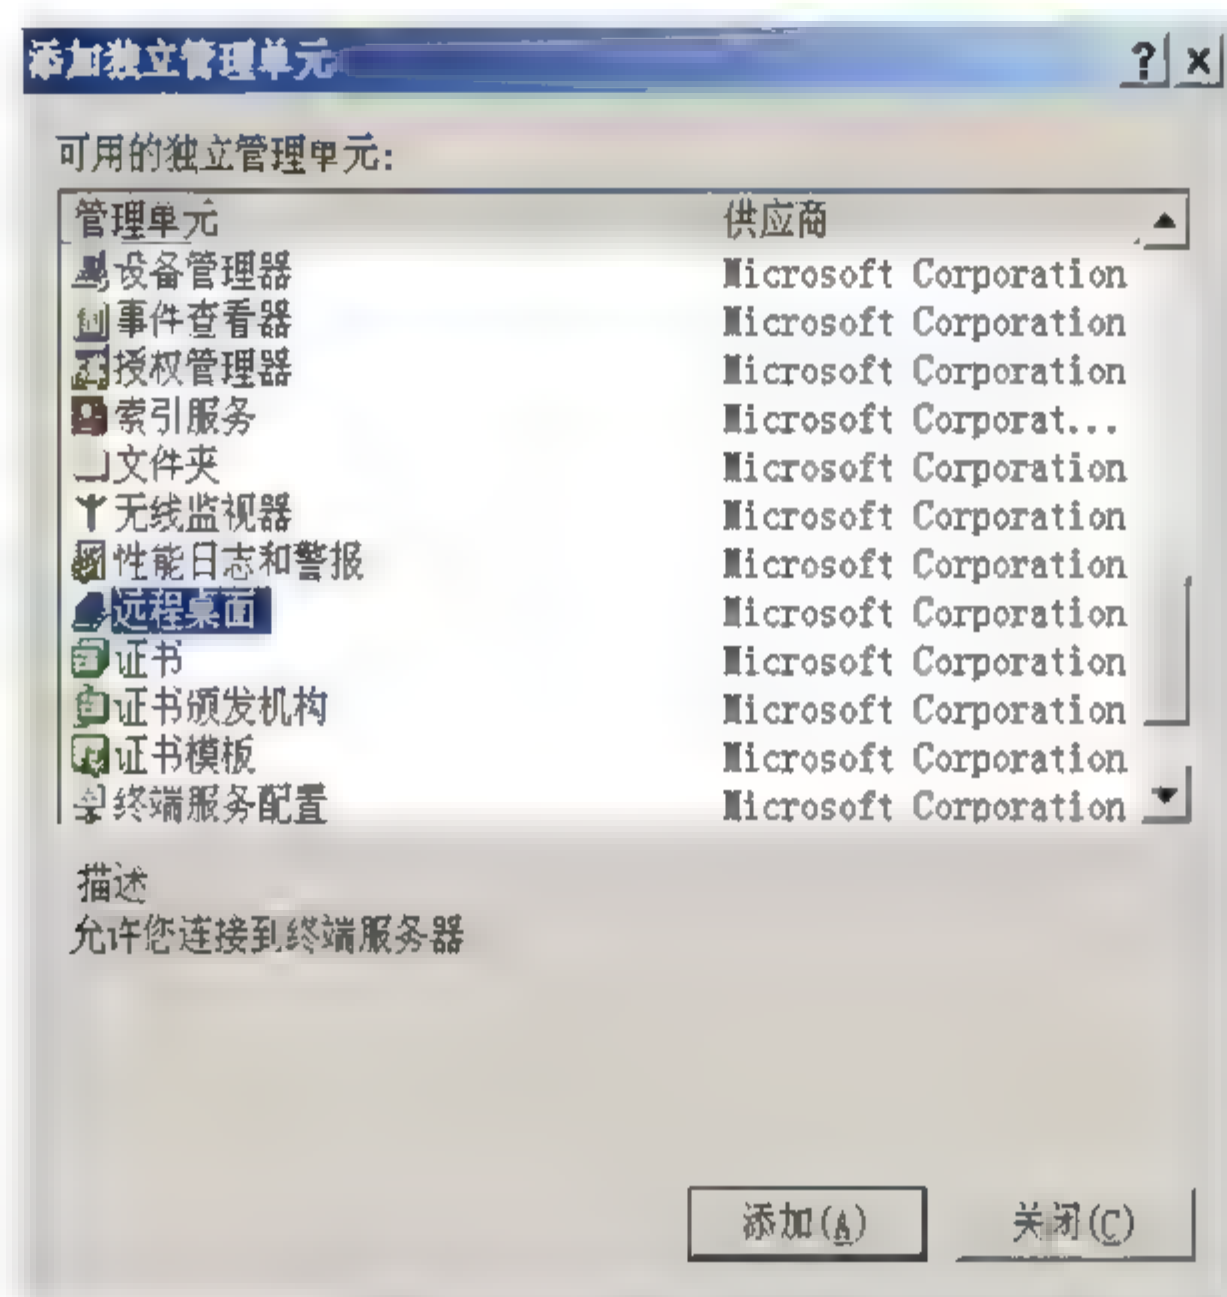 添加独立管理单元
可用的独立管理单元:
管理单元 供应商
设备管理器 Microsoft Corporation
事件查看器 Microsoft Corporation
授权管理器 Microsoft Corporation
索引服务 Microsoft Corporat...
文件夹 Microsoft Corporation
无线监视器 Microsoft Corporation
性能日志和警报 Microsoft Corporation
远程桌面 Microsoft Corporation
证书 Microsoft Corporation
证书颁发机构 Microsoft Corporation
证书模板 Microsoft Corporation
终端服务配置 Microsoft Corporation
描述
允许您连接到终端服务器
添加(A) 关闭(C)